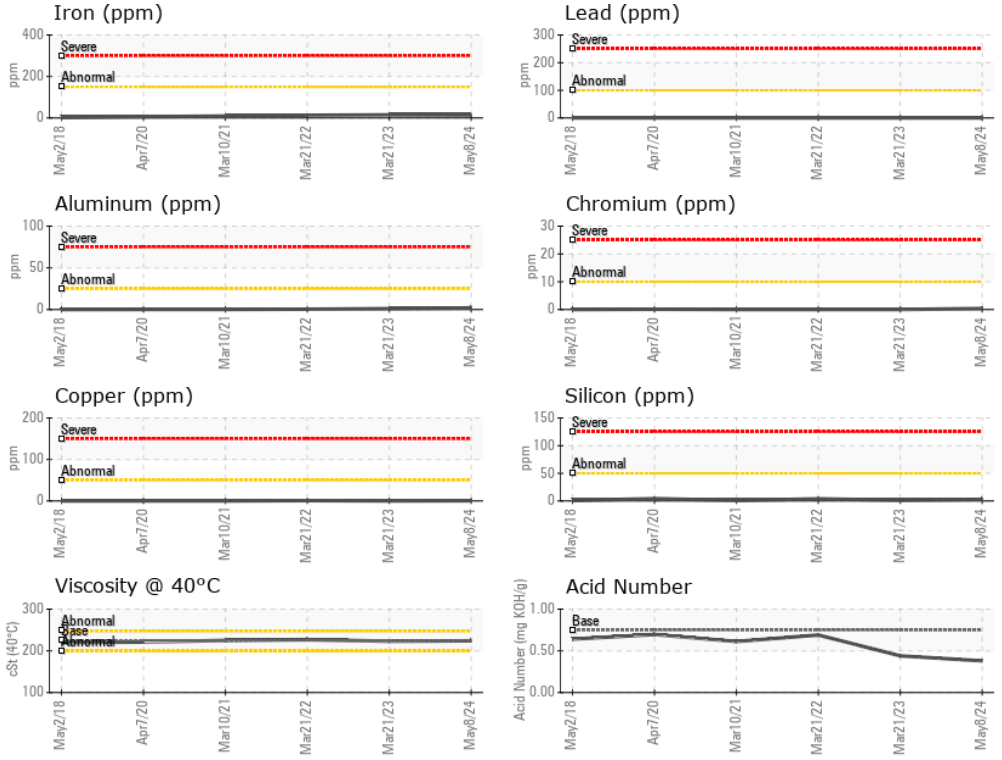 Iron (ppm)
400
200
0
ppm
Severe
Abnormal
May2/18
Apr7/20
Mar10/21
Mar21/22
Mar21/23
May8/24
Lead (ppm)
300
200
100
0
ppm
Severe
Abnormal
May2/18
Apr7/20
Mar10/21
Mar21/22
Mar21/23
May8/24
Aluminum (ppm)
100
50
0
ppm
Severe
Abnormal
May2/18
Apr7/20
Mar10/21
Mar21/22
Mar21/23
May8/24
Chromium (ppm)
30
20
10
0
ppm
Severe
Abnormal
May2/18
Apr7/20
Mar10/21
Mar21/22
Mar21/23
May8/24
Copper (ppm)
200
100
0
ppm
Severe
Abnormal
May2/18
Apr7/20
Mar10/21
Mar21/22
Mar21/23
May8/24
Silicon (ppm)
150
100
50
0
ppm
Severe
Abnormal
May2/18
Apr7/20
Mar10/21
Mar21/22
Mar21/23
May8/24
Viscosity @ 40°C
300
200
100
cSt (40°C)
Abnormal
Base
Abnormal
May2/18
Apr7/20
Mar10/21
Mar21/22
Mar21/23
May8/24
Acid Number
1.00
0.50
0.00
Acid Number (mg KOH/g)
Base
May2/18
Apr7/20
Mar10/21
Mar21/22
Mar21/23
May8/24